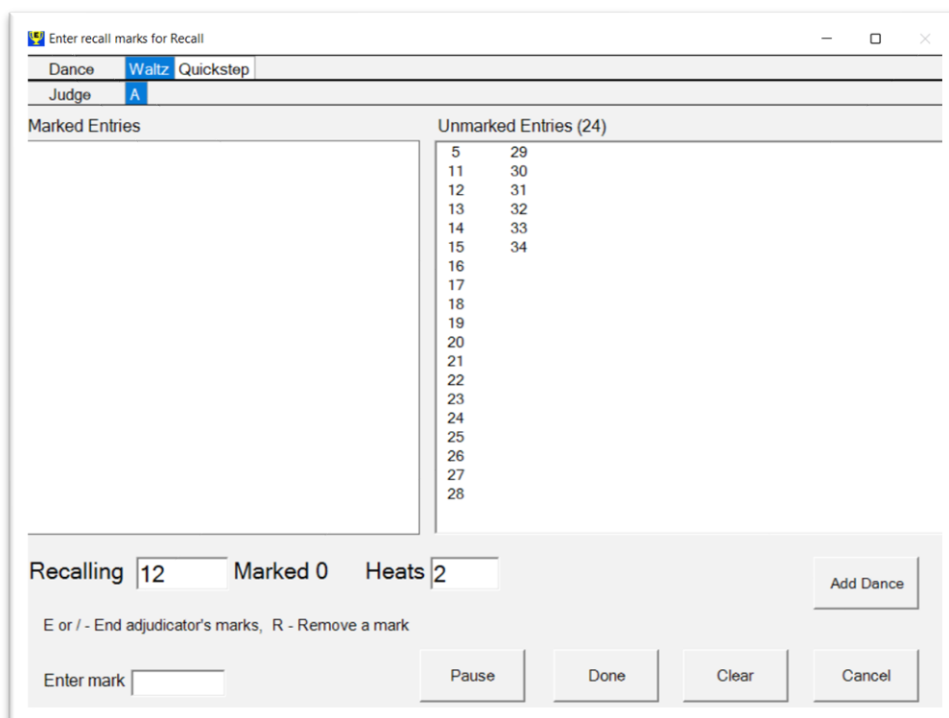 Enter recall marks for Recall
Dance Waltz Quickstep
Judge A
Marked Entries Unmarked Entries (24)
5 29
11 30
12 31
13 32
14 33
15 34
16
17
18
19
20
21
22
23
24
25
26
27
28
Recalling 12 Marked 0 Heats 2
Add Dance
E or / - End adjudicator's marks, R - Remove a mark
Enter mark Pause Done Clear Cancel